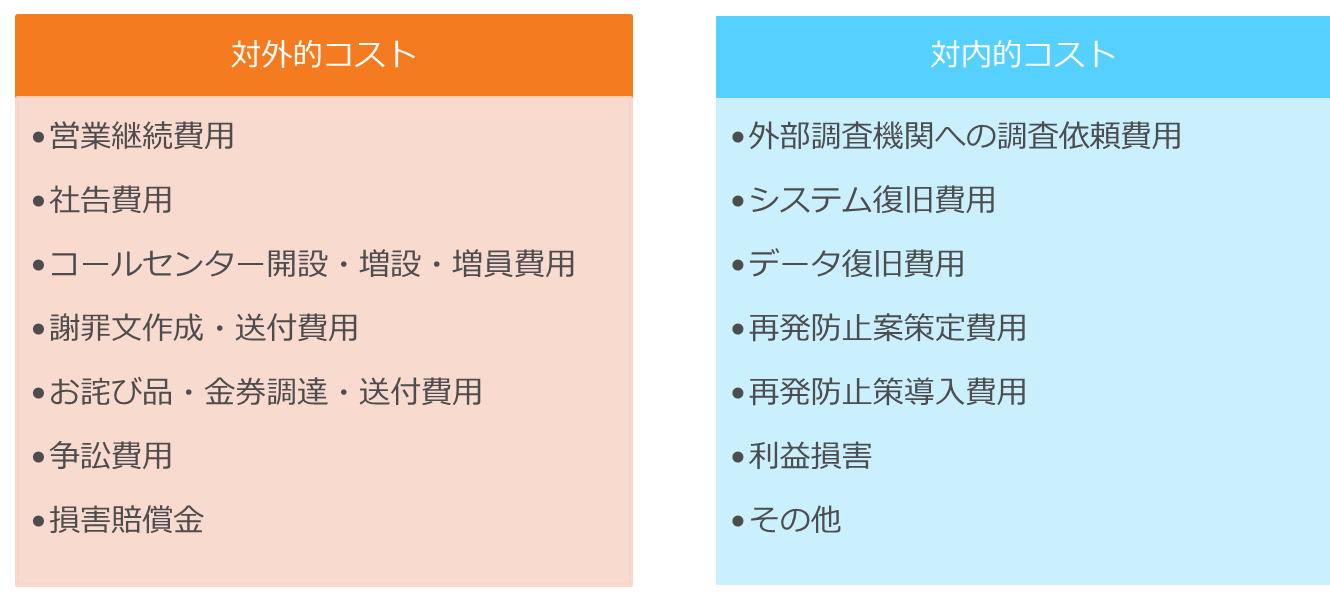 対外的コスト
•営業継続費用
•社告費用
•コールセンター開設・増設・増員費用
•謝罪文作成・送付費用
•お詫び品・金券調達・送付費用
•争訟費用
•損害賠償金
対内的コスト
•外部調査機関への調査依頼費用
•システム復旧費用
•データ復旧費用
•再発防止案策定費用
•再発防止策導入費用
•利益損害
•その他